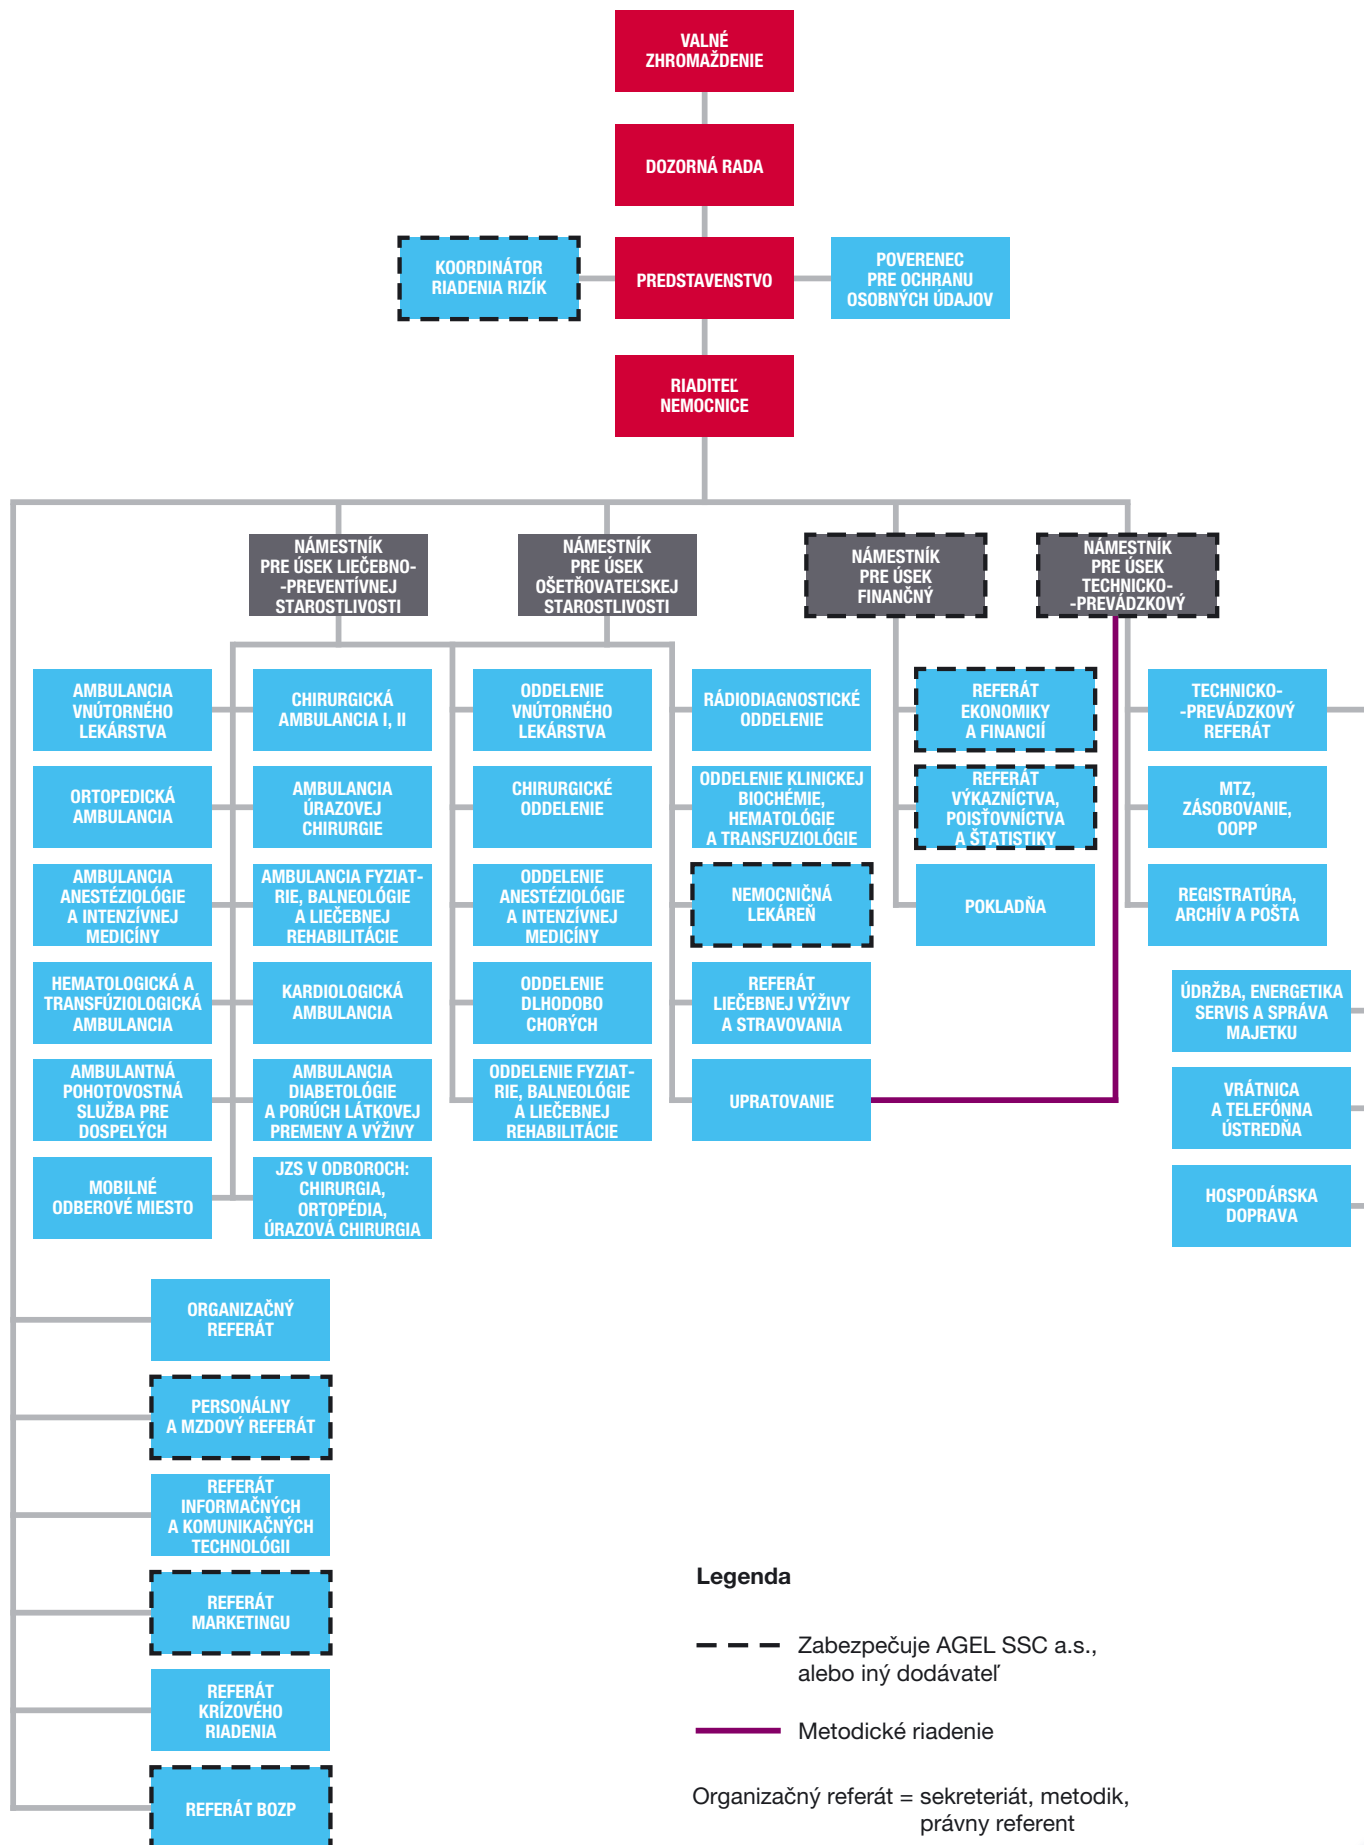 VALNÉ
ZHROMAŽDENIE
DOZORNÁ RADA
KOORDINÁTOR
RIADENIA RIZÍK
PREDSTAVENSTVO
POVERENEC
PRE OCHRANU
OSOBNÝCH ÚDAJOV
RIADITEĽ
NEMOCNICE
NÁMESTNÍK
PRE ÚSEK LIEČEBNO-
-PREVENTÍVNEJ
STAROSTLIVOSTI
NÁMESTNÍK
PRE ÚSEK
OŠETŘOVATEĽSKEJ
STAROSTLIVOSTI
NÁMESTNÍK
PRE ÚSEK
FINANČNÝ
NÁMESTNÍK
PRE ÚSEK
TECHNICKO-
-PREVÁDZKOVÝ
AMBULANCIA
VNÚTORNÉHO
LEKÁRSTVA
CHIRURGICKÁ
AMBULANCIA I, II
ODDELENIE
VNÚTORNÉHO
LEKÁRSTVA
RÁDIODIAGNOSTICKÉ
ODDELENIE
REFERÁT
EKONOMIKY
A FINANCIÍ
TECHNICKO-
-PREVÁDZKOVÝ
REFERÁT
ORTOPEDICKÁ
AMBULANCIA
AMBULANCIA
ÚRAZOVEJ
CHIRURGIE
CHIRURGICKÉ
ODDELENIE
ODDELENIE KLINICKEJ
BIOCHÉMIE,
HEMATOLÓGIE
A TRANSFUZIOLÓGIE
REFERÁT
VÝKAZNÍCTVA,
POISŤOVNÍCTVA
A ŠTATISTIKY
MTZ,
ZÁSOBOVANIE,
OOPP
AMBULANCIA
ANESTÉZIOLÓGIE
A INTENZÍVNEJ
MEDICÍNY
AMBULANCIA FYZIAT-
RIE, BALNEOLÓGIE
A LIEČEBNEJ
REHABILITÁCIE
ODDELENIE
ANESTÉZIOLÓGIE
A INTENZÍVNEJ
MEDICÍNY
NEMOCNIČNÁ
LEKÁREŇ
POKLADŇA
REGISTRATÚRA,
ARCHÍV A POŠTA
HEMATOLOGICKÁ A
TRANSFÚZIOLOGICKÁ
AMBULANCIA
KARDIOLOGICKÁ
AMBULANCIA
ODDELENIE
DLHODOBO
CHORÝCH
REFERÁT
LIEČEBNEJ VÝŽIVY
A STRAVOVANIA
ÚDRŽBA, ENERGETIKA
SERVIS A SPRÁVA
MAJETKU
AMBULANTNÁ
POHOTOVOSTNÁ
SLUŽBA PRE
DOSPELÝCH
AMBULANCIA
DIABETOLÓGIE
A PORÚCH LÁTKOVEJ
PREMENY A VÝŽIVY
ODDELENIE FYZIAT-
RIE, BALNEOLÓGIE
A LIEČEBNEJ
REHABILITÁCIE
UPRATOVANIE
VRÁTNICA
A TELEFÓNNA
ÚSTREDŇA
MOBILNÉ
ODBEROVÉ MIESTO
JZS V ODBOROCH:
CHIRURGIA,
ORTOPÉDIA,
ÚRAZOVÁ CHIRURGIA
HOSPODÁRSKA
DOPRAVA
ORGANIZAČNÝ
REFERÁT
PERSONÁLNY
A MZDOVÝ REFERÁT
REFERÁT
INFORMAČNÝCH
A KOMUNIKAČNÝCH
TECHNOLÓGII
REFERÁT
MARKETINGU
REFERÁT
KRÍZOVÉHO
RIADENIA
REFERÁT BOZP
Legenda
Zabezpečuje AGEL SSC a.s.,
alebo iný dodávateľ
Metodické riadenie
Organizačný referát = sekreteriát, metodik,
právny referent